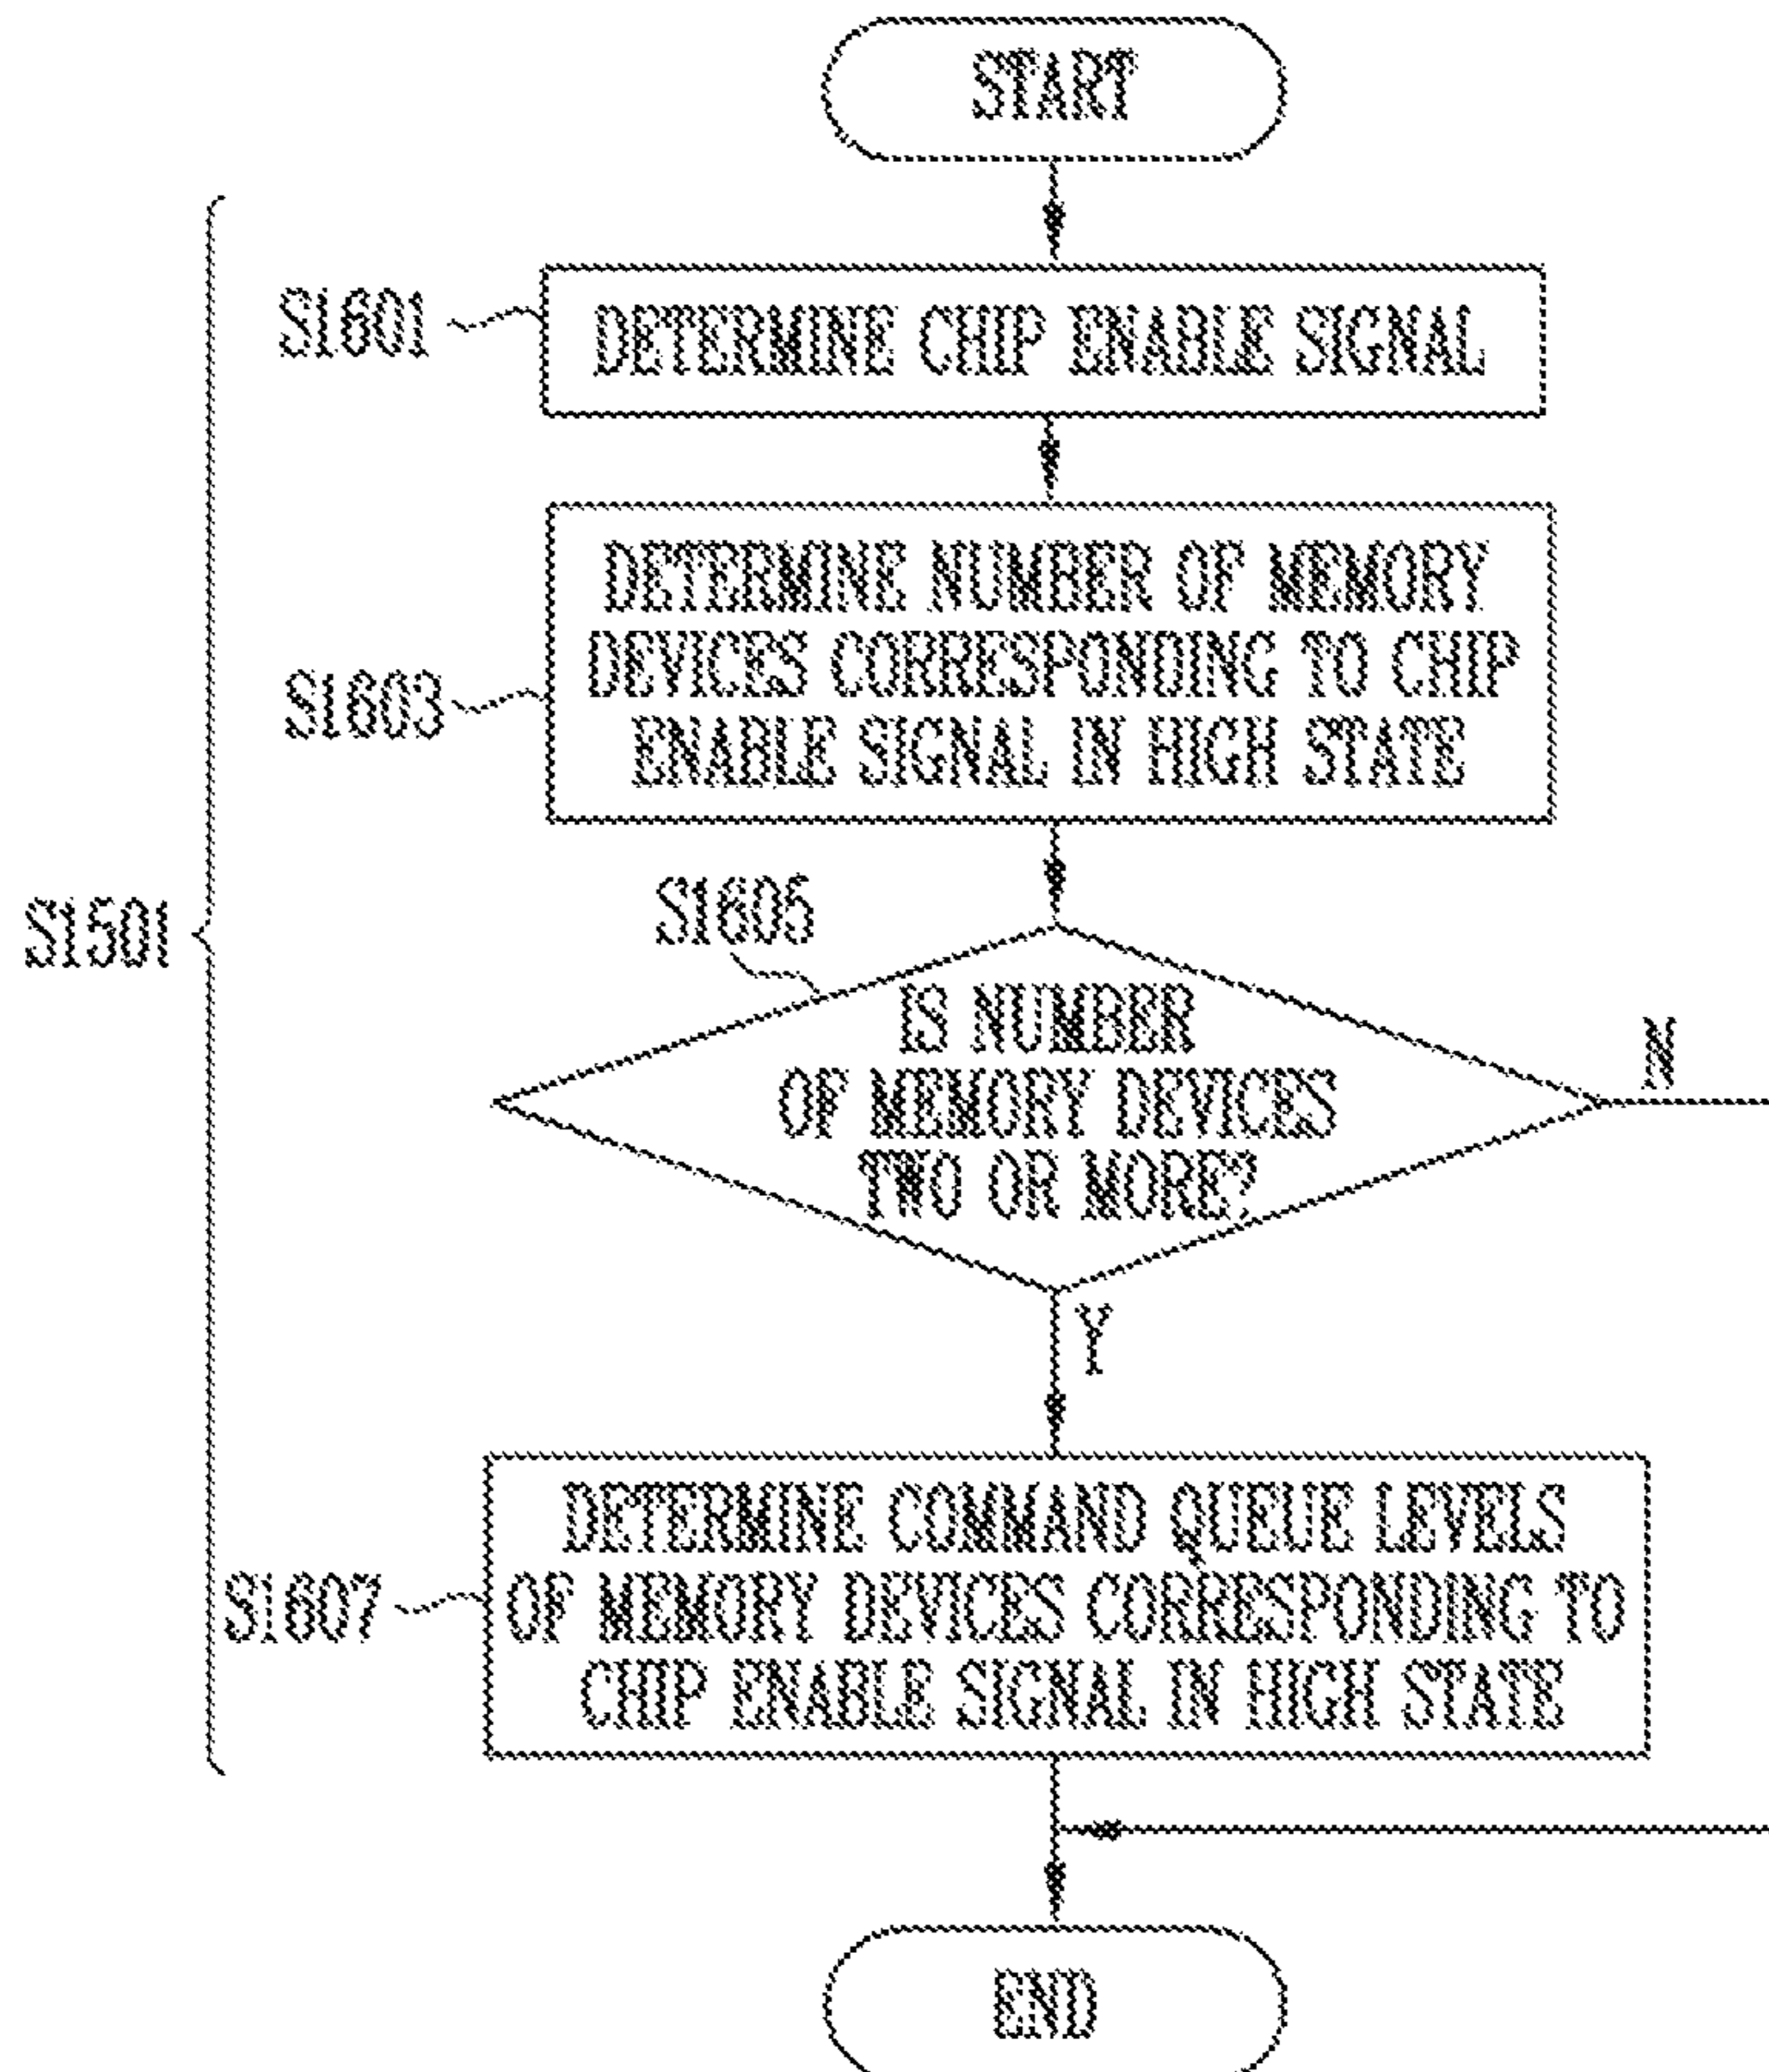 START
S1601
DETERMINE CHIP ENABLE SIGNAL
S1603
DETERMINE NUMBER OF MEMORY
DEVICES CORRESPONDING TO CHIP
ENABLE SIGNAL IN HIGH STATE
S1501
S1605
IS NUMBER
OF MEMORY DEVICES
TWO OR MORE?
N
Y
S1607
DETERMINE COMMAND QUEUE LEVELS
OF MEMORY DEVICES CORRESPONDING TO
CHIP ENABLE SIGNAL IN HIGH STATE
END